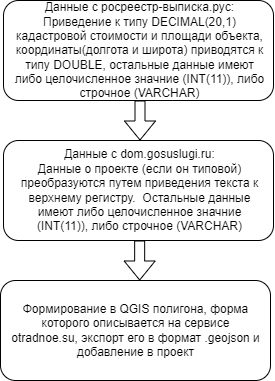 Данные с росреестр-выписка.рус:
Приведение к типу DECIMAL(20,1)
кадастровой стоимости и площади объекта,
координаты(долгота и широта) приводятся к
типу DOUBLE, остальные данные имеют
либо целочисленное значние (INT(11)), либо
строчное (VARCHAR)
Данные с dom.gosuslugi.ru:
Данные о проекте (если он типовой)
преобразуются путем приведения текста к
верхнему регистру. Остальные данные
имеют либо целочисленное значние
(INT(11)), либо строчное (VARCHAR)
Формирование в QGIS полигона, форма
которого описывается на сервисе
otradnoe.su, экспорт его в формат .geojson и
добавление в проект